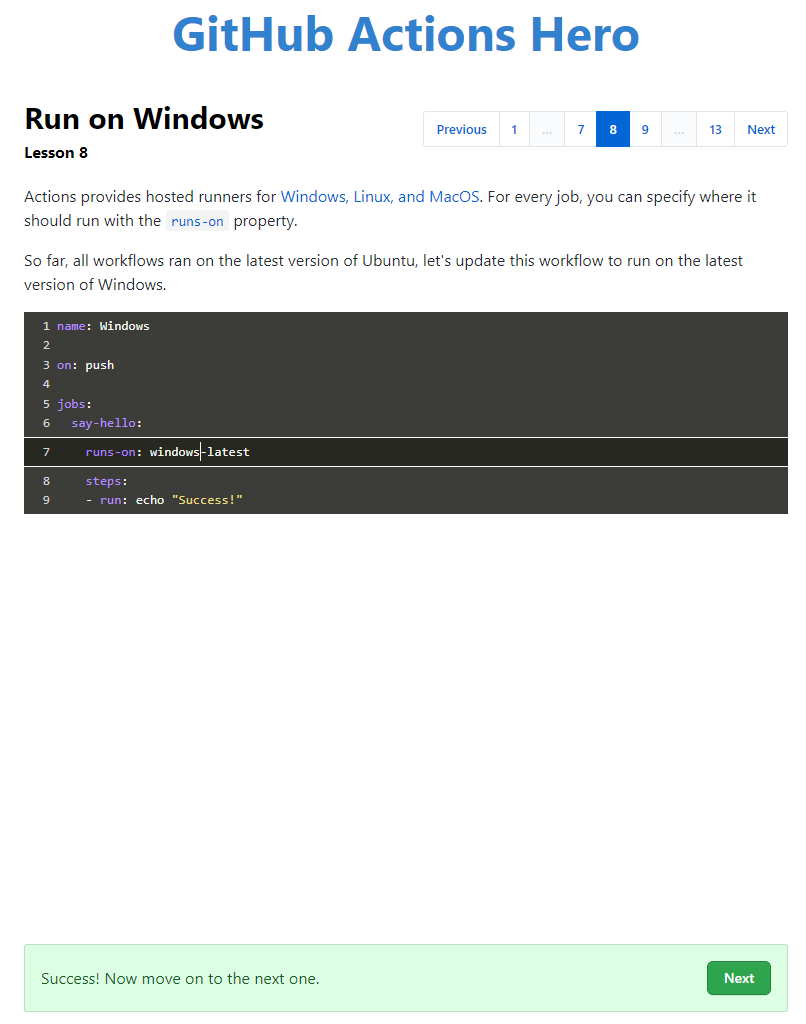 GitHub Actions Hero
Run on Windows
Lesson 8
Previous 1 ... 7 8 9 ... 13 Next
Actions provides hosted runners for Windows, Linux, and MacOS. For every job, you can specify where it
should run with the runs-on property.
So far, all workflows ran on the latest version of Ubuntu, let's update this workflow to run on the latest
version of Windows.
1 name: Windows
2
3 on: push
4
5 jobs:
6   say-hello:
7     runs-on: windows-latest
8     steps:
9     - run: echo "Success!"
Success! Now move on to the next one. Next